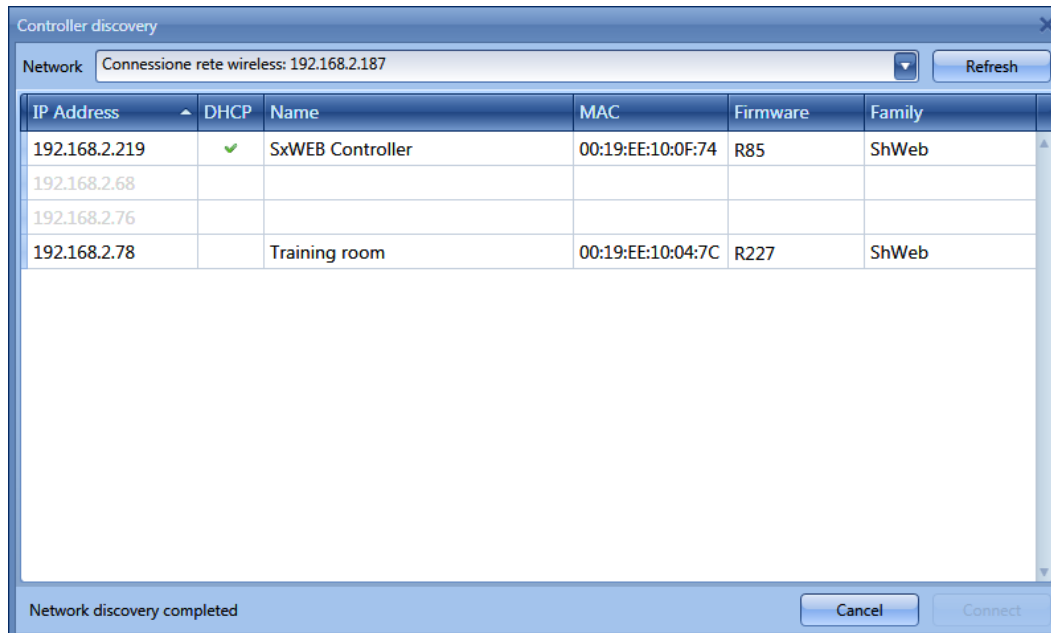 Controller discovery
Network Connessione rete wireless: 192.168.2.187 Refresh
IP Address DHCP Name MAC Firmware Family
192.168.2.219 SxWEB Controller 00:19:EE:10:0F:74 R85 ShWeb
192.168.2.68
192.168.2.76
192.168.2.78 Training room 00:19:EE:10:04:7C R227 ShWeb
Network discovery completed Cancel Connect